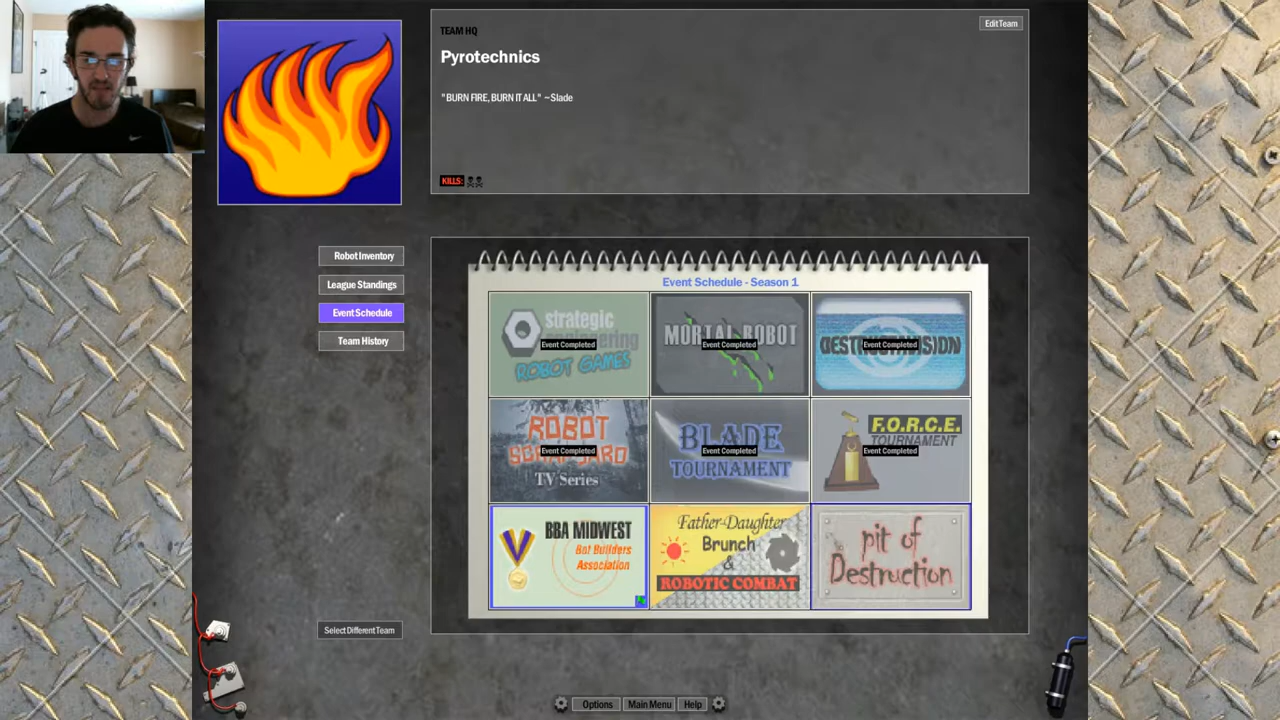 TEAM HQ
Edit Team
Pyrotechnics
"BURN FIRE, BURN IT ALL" ~Slade
KILLS:
Robot Inventory
League Standings
Event Schedule
Team History
Select Different Team
Event Schedule - Season 1
strategic
engineering
Event Completed
ROBOT GAMES
MORTAL ROBOT
Event Completed
Event Completed
ROBOT
Event Completed
TV Series
BLADE
Event Completed
TOURNAMENT
F.O.R.C.E.
TOURNAMENT
Event Completed
BBA MIDWEST
Bot Builders
Association
Father-Daughter
Brunch
&
ROBOTIC COMBAT
pit of
Destruction
Options
Main Menu
Help